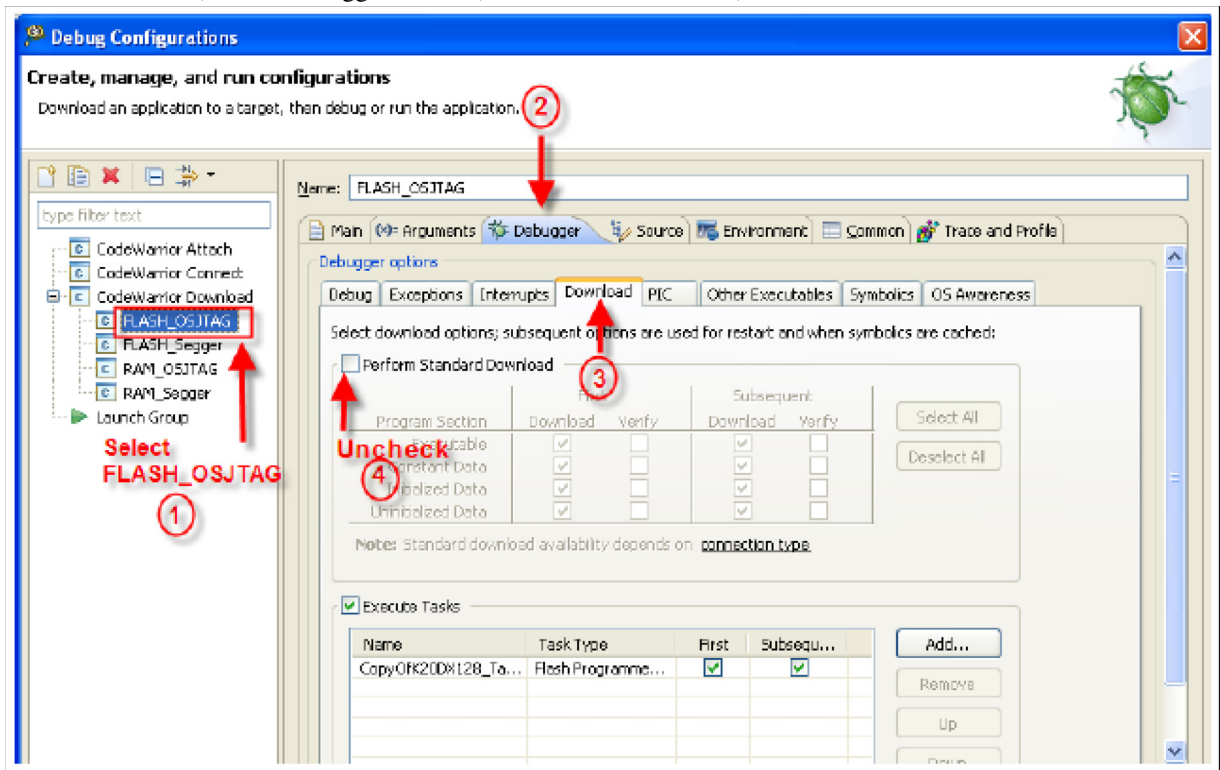 Debug Configurations
Create, manage, and run configurations
Download an application to a target, then debug or run the application.
2
Name: FLASH_OSJTAG
type filter text
Main (x)= Arguments Debugger Source Environment Common Trace and Profile
CodeWarrior Attach
CodeWarrior Connect
CodeWarrior Download
FLASH_OSJTAG
FLASH_Segger
RAM_OSJTAG
RAM_Segger
Launch Group
Select
FLASH_OSJTAG
1
Debugger options
Debug Exceptions Interrupts Download PIC Other Executables Symbolics OS Awareness
Select download options; subsequent options are used for restart and when symbolics are cached:
Perform Standard Download
3
Subsequent
Program Section Download Verify Download Verify
Select All
Uncheck
Deselect All
4
Uninitialized Data
Note: Standard download availability depends on connection type
Execute Tasks
Name Task Type First Subsequ...
CopyOfK20DX128_Ta... Flash Programme... 
Add...
Remove
Up